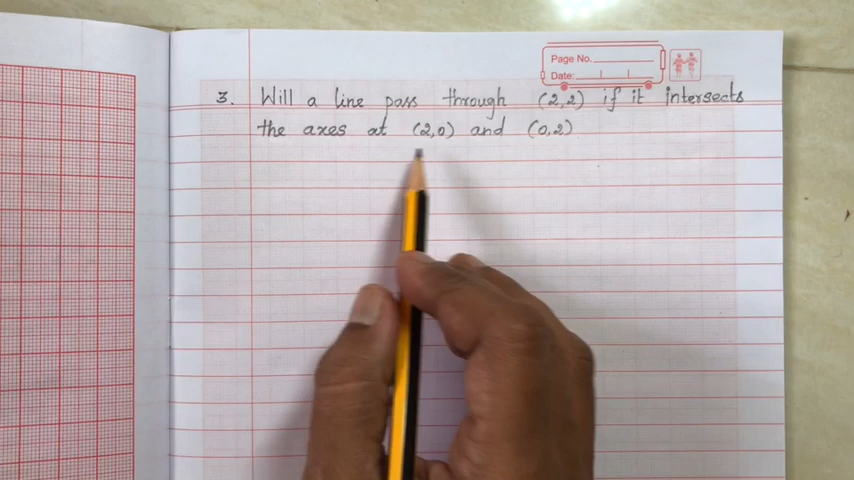 Page No.
Date:
3. Will a line pass through (2,2) if it intersects
the axes at (2,0) and (0,2)